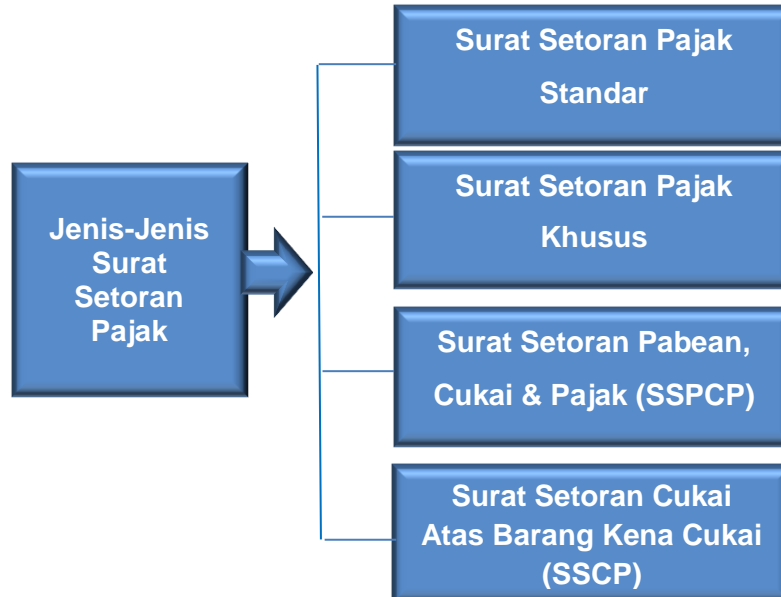 Jenis-Jenis
Surat
Setoran
Pajak
Surat Setoran Pajak
Standar
Surat Setoran Pajak
Khusus
Surat Setoran Pabean,
Cukai & Pajak (SSPCP)
Surat Setoran Cukai
Atas Barang Kena Cukai
(SSCP)